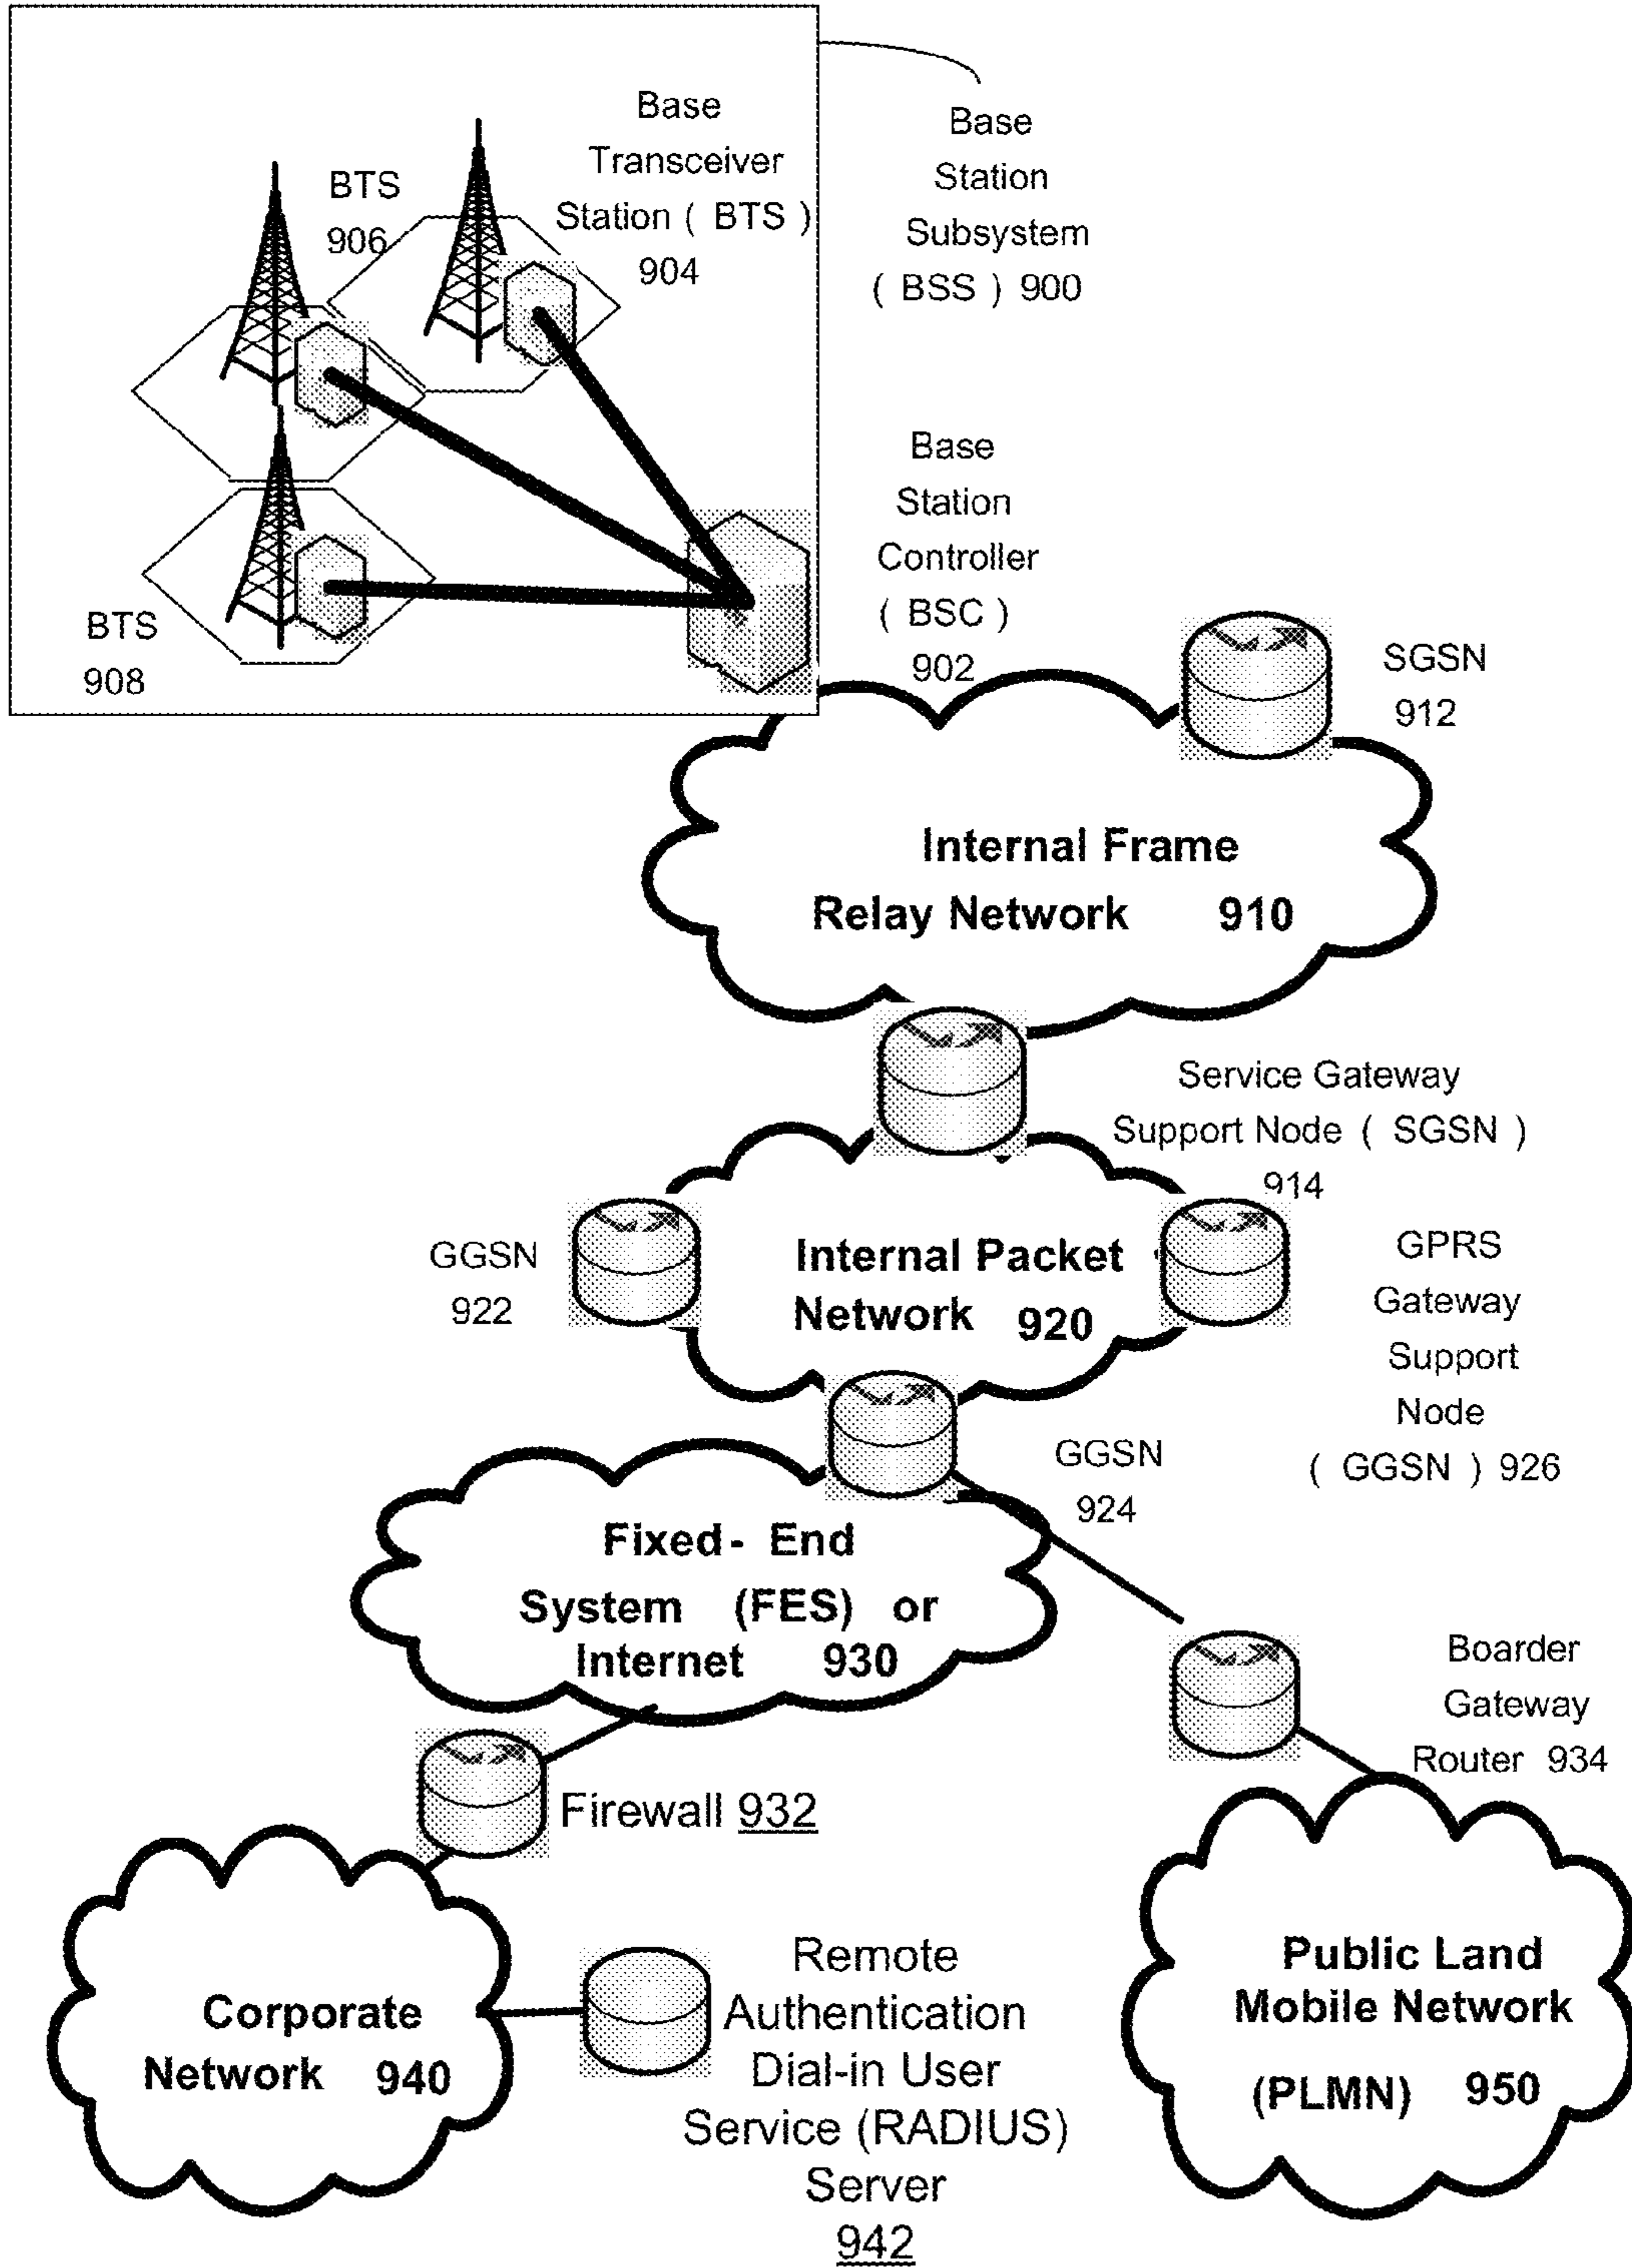 Base
Transceiver
Station ( BTS )
904
BTS
906
BTS
908
Base
Station
Subsystem
( BSS ) 900
Base
Station
Controller
( BSC )
902
SGSN
912
Internal Frame
Relay Network 910
Service Gateway
Support Node ( SGSN )
914
GGSN
922
Internal Packet
Network 920
GPRS
Gateway
Support
Node
( GGSN ) 926
GGSN
924
Fixed- End
System (FES) or
Internet 930
Boarder
Gateway
Router 934
Firewall 932
Corporate
Network 940
Remote
Authentication
Dial-in User
Service (RADIUS)
Server
942
Public Land
Mobile Network
(PLMN) 950